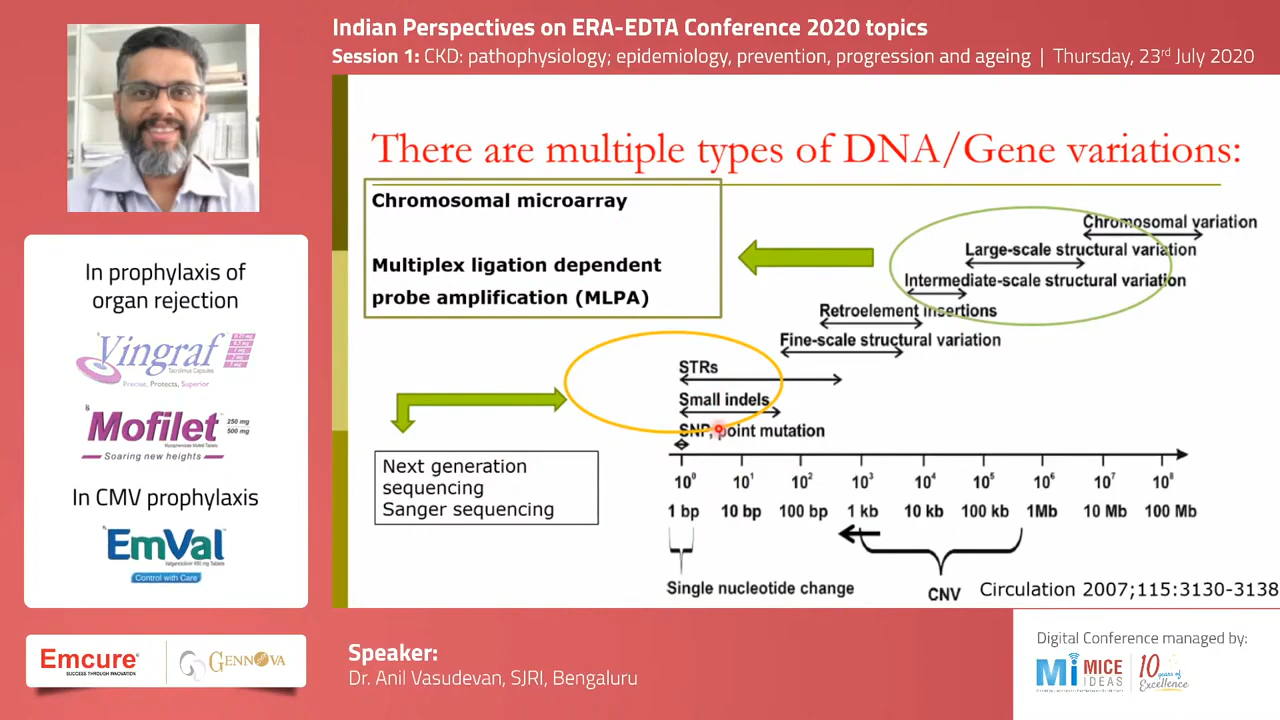 Indian Perspectives on ERA-EDTA Conference 2020 topics
Session 1: CKD: pathophysiology; epidemiology, prevention, progression and ageing | Thursday, 23rd July 2020
In prophylaxis of
organ rejection
Vingraf
Tacrolimus Capsules
Precise, Protects, Superior
Mofilet
250 mg
500 mg
Soaring new heights
In CMV prophylaxis
EmVal
Control with Care
Emcure®
SUCCESS THROUGH INNOVATION
GENNOVA
There are multiple types of DNA/Gene variations:
Chromosomal microarray
Multiplex ligation dependent
probe amplification (MLPA)
Chromosomal variation
Large-scale structural variation
Intermediate-scale structural variation
Retroelement insertions
Fine-scale structural variation
STRs
Small indels
SNP, point mutation
Next generation
sequencing
Sanger sequencing
10⁰ 10¹ 10² 10³ 10⁴ 10⁵ 10⁶ 10⁷ 10⁸
1 bp 10 bp 100 bp 1 kb 10 kb 100 kb 1Mb 10 Mb 100 Mb
Single nucleotide change
CNV
Circulation 2007;115:3130-3138
Speaker:
Dr. Anil Vasudevan, SJRI, Bengaluru
Digital Conference managed by:
Mi MICE
IDEAS
10 years of
Excellence